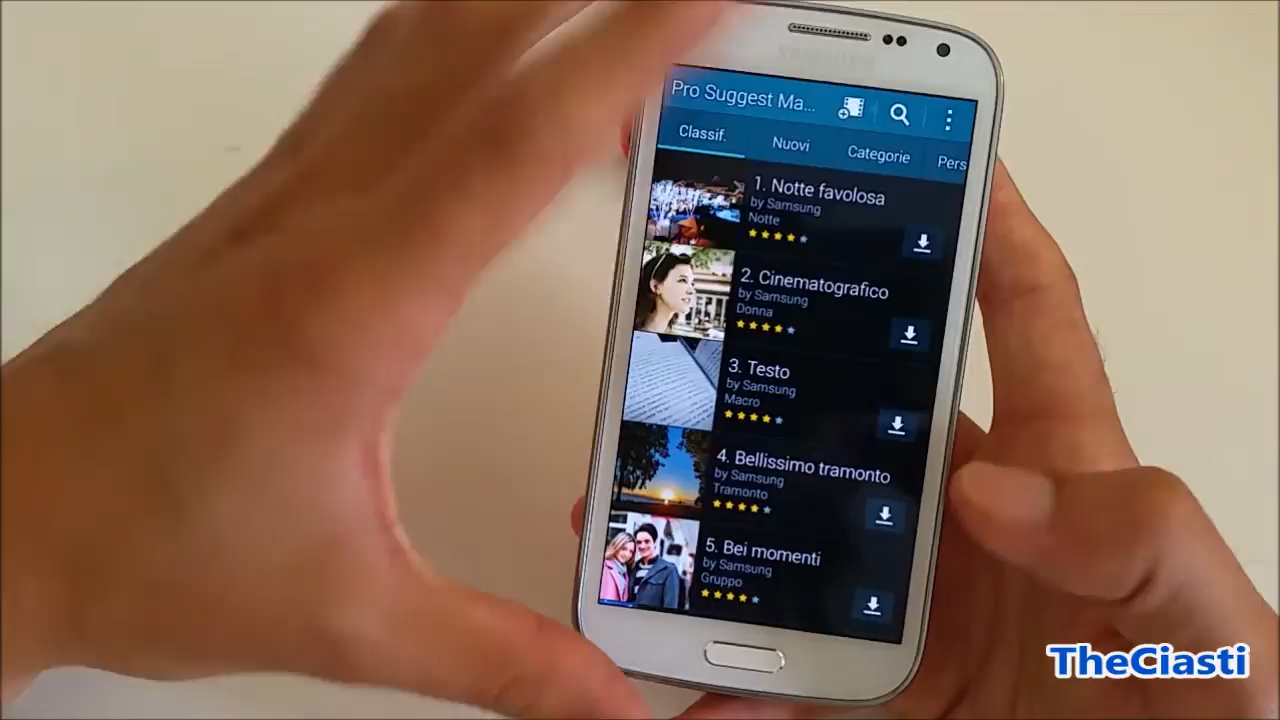 SAMSUNG
Pro Suggest Ma...
Classif.
Nuovi
Categorie
Pers
1. Notte favolosa
by Samsung
Notte
2. Cinematografico
by Samsung
Donna
3. Testo
by Samsung
Macro
4. Bellissimo tramonto
by Samsung
Tramonto
5. Bei momenti
by Samsung
Gruppo
TheCiasti